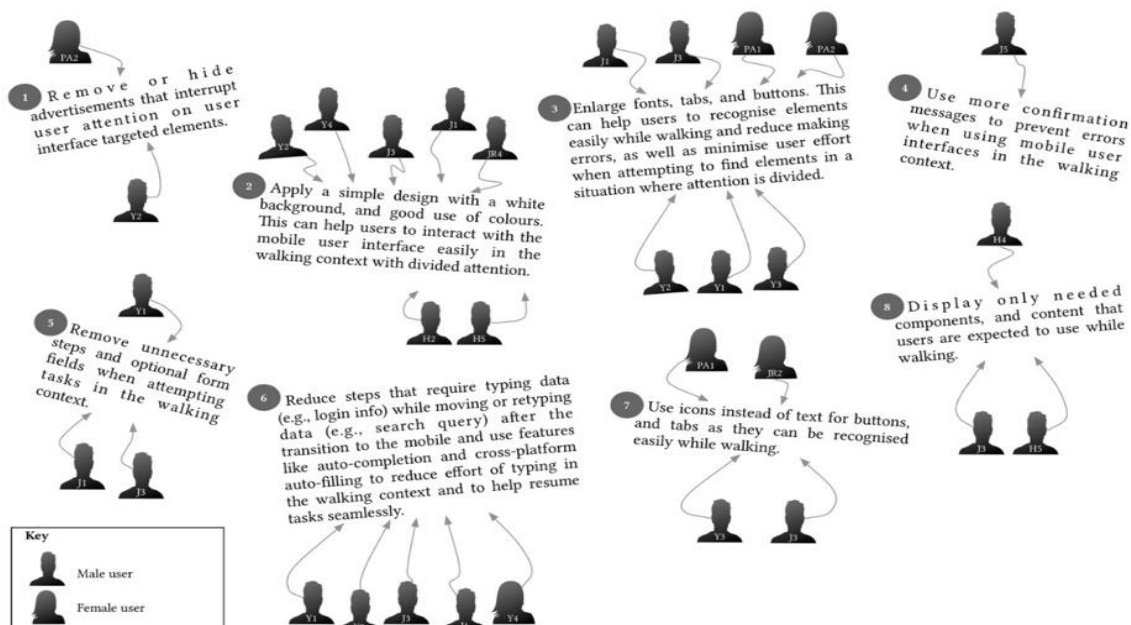 PA2
1 Remove or hide
advertisements that interrupt
user attention on user
interface targeted elements.
Y2
Y2 Y4 J3 J1 JR4
2 Apply a simple design with a white
background, and good use of colours.
This can help users to interact with the
mobile user interface easily in the
walking context with divided attention.
H2 H5
J1 J3 PA1 PA2
3 Enlarge fonts, tabs, and buttons. This
can help users to recognise elements
easily while walking and reduce making
errors, as well as minimise user effort
when attempting to find elements in a
situation where attention is divided.
Y2 Y1 Y3
J5
4 Use more confirmation
messages to prevent errors
when using mobile user
interfaces in the walking
context.
Y1
5 Remove unnecessary
steps and optional form
fields when attempting
tasks in the walking
context.
J1 J3
6 Reduce steps that require typing data
(e.g., login info) while moving or retyping
data (e.g., search query) after the
transition to the mobile and use features
like auto-completion and cross-platform
auto-filling to reduce effort of typing in
the walking context and to help resume
tasks seamlessly.
Y1 J3 Y4
PA1 JR2
7 Use icons instead of text for buttons,
and tabs as they can be recognised
easily while walking.
Y3 J3
H4
8 Display only needed
components, and content that
users are expected to use while
walking.
J3 H5
Key
Male user
Female user